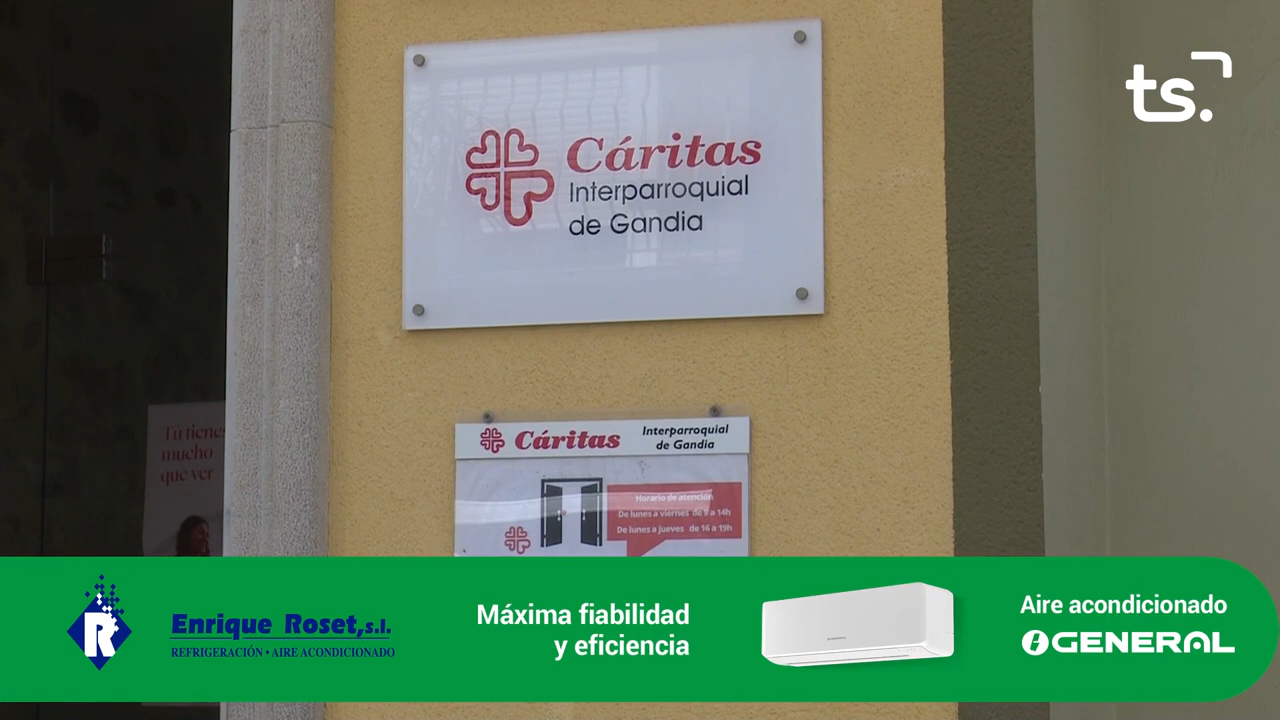 ts.
Cáritas
Interparroquial
de Gandia
Tu tienes
mucho
que ver
Cáritas
Interparroquial
de Gandia
Horario de atención
De lunes a viernes de 9 a 14h
De lunes a jueves de 16 a 19h
R
Enrique Roset, s.l.
REFRIGERACIÓN • AIRE ACONDICIONADO
Máxima fiabilidad
y eficiencia
Aire acondicionado
GENERAL